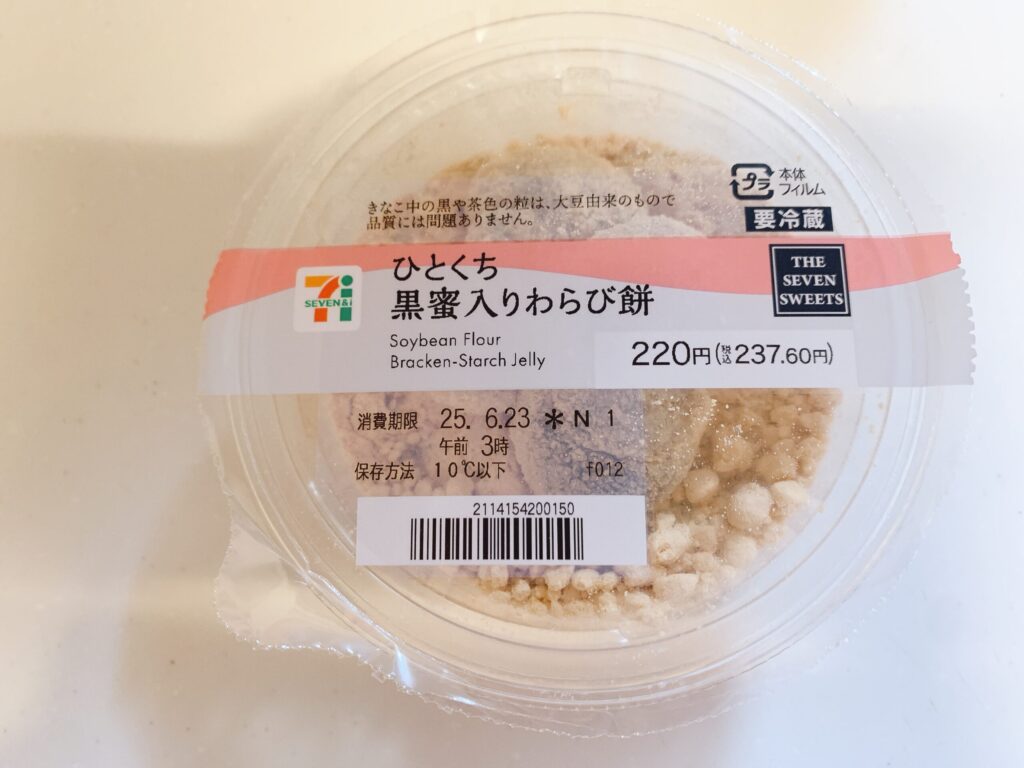 プラ
本体
フィルム
要冷蔵
きなこ中の黒や茶色の粒は、大豆由来のもので
品質には問題ありません。
SEVEN&i
ひとくち
黒蜜入りわらび餅
THE
SEVEN
SWEETS
Soybean Flour
Bracken-Starch Jelly
220円(税込237.60円)
消費期限 25. 6.23 ＊N 1
午前 3時
保存方法 10℃以下 f012
2114154200150